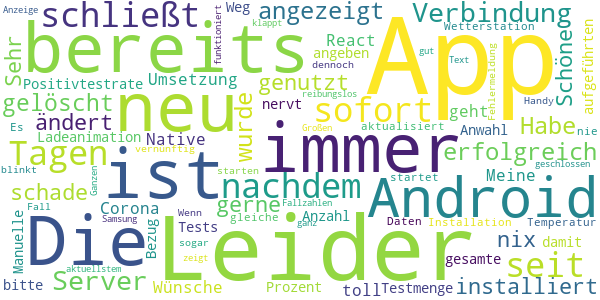 Anzeige schließt Weg angezeigt Verbindung
funktioniert klappt React Wetterstation
Sehr bereits App Schöneg aufgeführten
Positivtestrate Umsetzung angeben gut Text Fehlermeldung
dennoch Handy
gelöscht neu genutzt sofort Habe nie
ändert wurde nervt geht
Es Ladeanimation Native reibungslos aktualisiert Anwahl
Tagen vernünftig Großen immer erfolgreich
blinkt Ganzen ist starten startet geschlossen
schade nachdem Android Meine
Corona gerne Fallzahlen
Manuelle Fall Die Bezug Wenn gleiche Anzahl Daten Installation Temperatur
Samsung Tests Leider ganz nix damit
sogar gesamte seit
aktuellstem zeigt
bitte Server Wünsche Prozent toll Testmenge installiert